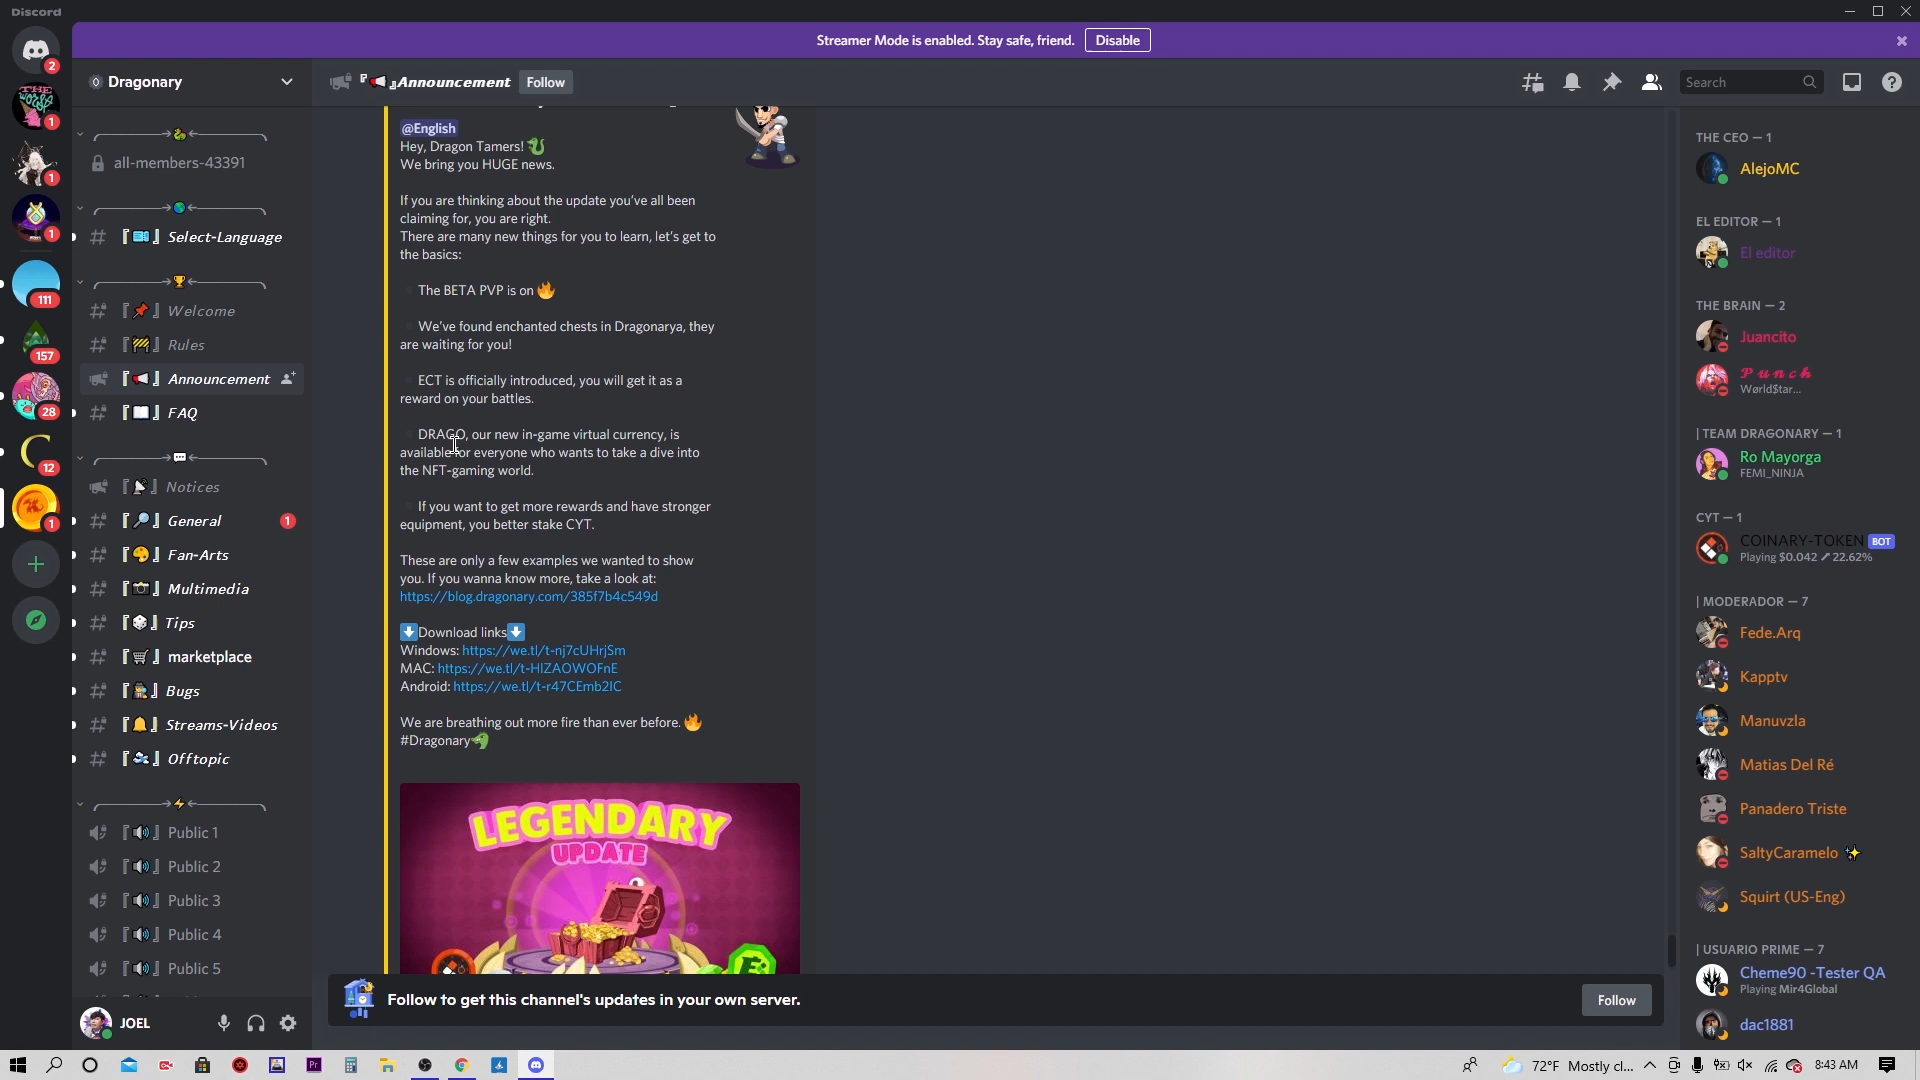 Discord
Streamer Mode is enabled. Stay safe, friend.
Disable
Dragonary
『📢』Announcement
Follow
Search
2
1
1
1
111
157
28
12
1
all-members-43391
Select-Language
Welcome
Rules
Announcement
FAQ
Notices
General
1
Fan-Arts
Multimedia
Tips
marketplace
Bugs
Streams-Videos
Offtopic
Public 1
Public 2
Public 3
Public 4
Public 5
JOEL
@English
Hey, Dragon Tamers!
We bring you HUGE news.
If you are thinking about the update you've all been
claiming for, you are right.
There are many new things for you to learn, let's get to
the basics:
The BETA PVP is on
We've found enchanted chests in Dragonarya, they
are waiting for you!
ECT is officially introduced, you will get it as a
reward on your battles.
DRAGO, our new in-game virtual currency, is
available for everyone who wants to take a dive into
the NFT-gaming world.
If you want to get more rewards and have stronger
equipment, you better stake CYT.
These are only a few examples we wanted to show
you. If you wanna know more, take a look at:
https://blog.dragonary.com/385f7b4c549d
Download links
Windows: https://we.tl/t-nj7cUHrjSm
MAC: https://we.tl/t-HlZAOWOFnE
Android: https://we.tl/t-r47CEmb2IC
We are breathing out more fire than ever before.
#Dragonary
LEGENDARY
UPDATE
Follow to get this channel's updates in your own server.
Follow
THE CEO — 1
AlejoMC
EL EDITOR — 1
El editor
THE BRAIN — 2
Juancito
𝓟𝓾𝓷𝓬𝓱
World$tar...
| TEAM DRAGONARY — 1
Ro Mayorga
FEMI_NINJA
CYT — 1
COINARY-TOKEN BOT
Playing $0.042 ⬈ 22.62%
| MODERADOR — 7
Fede.Arq
Kapptv
Manuvzla
Matias Del Ré
Panadero Triste
SaltyCaramelo ✨
Squirt (US-Eng)
| USUARIO PRIME — 7
Cheme90 -Tester QA
Playing Mir4Global
dac1881
72°F Mostly cl...
8:43 AM